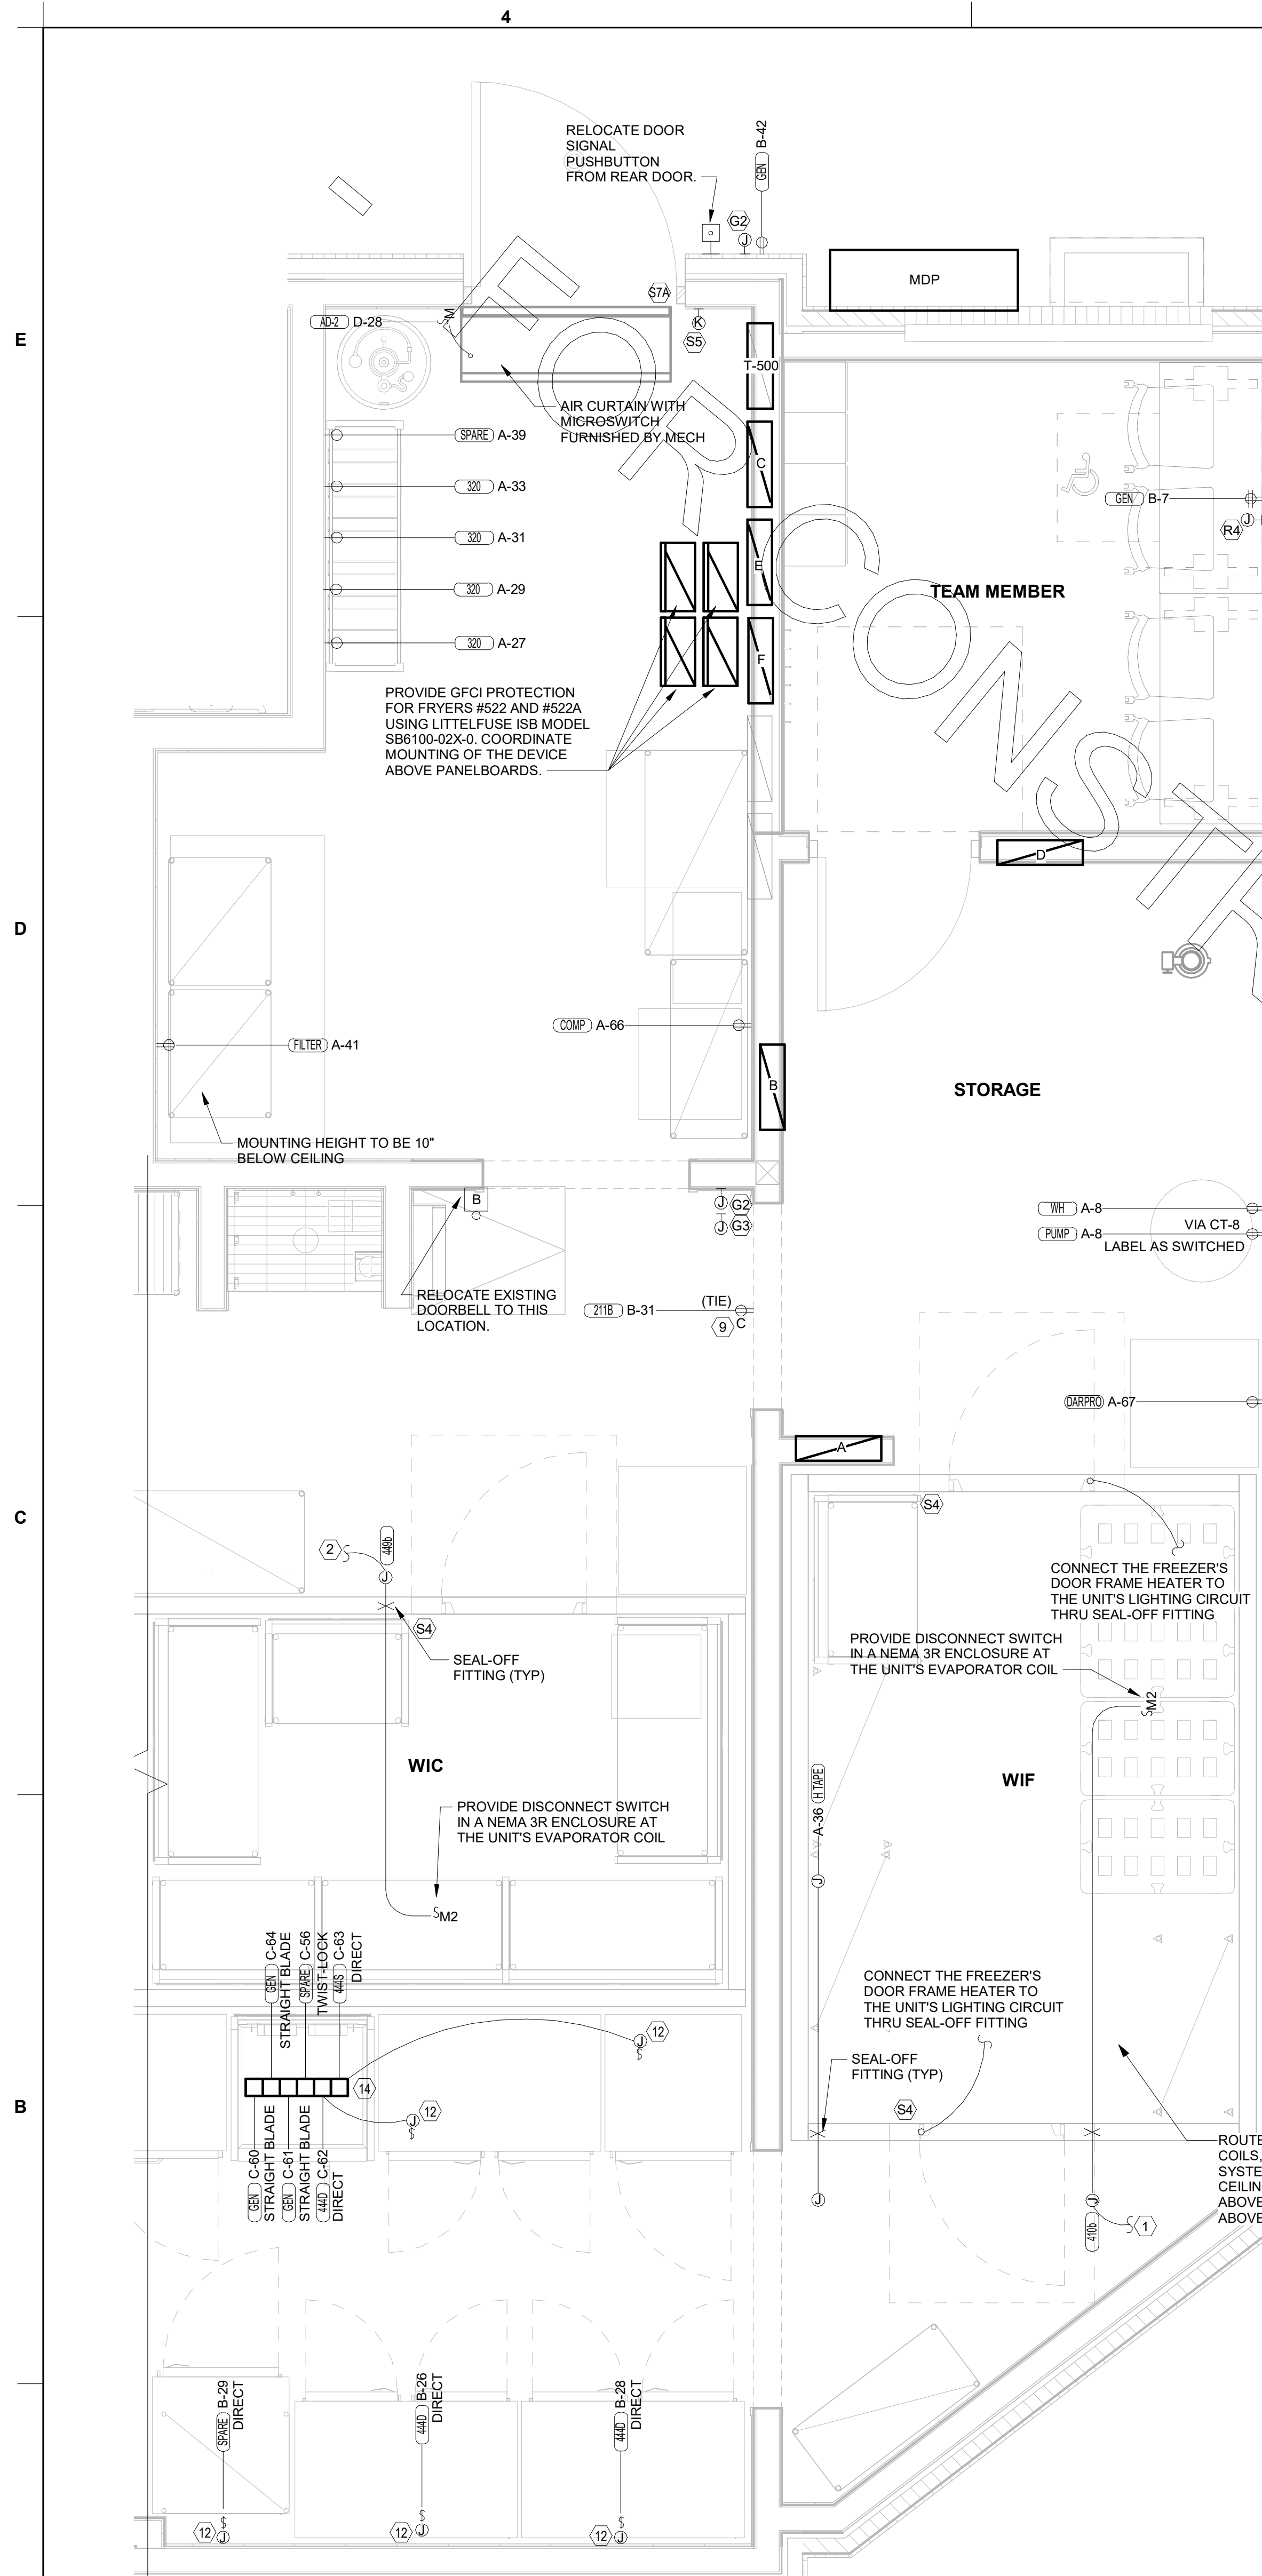 4
RELOCATE DOOR
SIGNAL
PUSHBUTTON
FROM REAR DOOR.
GEN B-42
G2
J
MDP
S7A
E
AD-2 D-28
M
K
S5
T-500
AIR CURTAIN WITH
MICROSWITCH
FURNISHED BY MECH
SPARE A-39
C
320 A-33
GEN B-7
J
R4
320 A-31
E
320 A-29
TEAM MEMBER
320 A-27
F
F O R C O N S T R
PROVIDE GFCI PROTECTION
FOR FRYERS #522 AND #522A
USING LITTELFUSE ISB MODEL
SB6100-02X-0. COORDINATE
MOUNTING OF THE DEVICE
ABOVE PANELBOARDS.
D
D
COMP A-66
FILTER A-41
B
STORAGE
MOUNTING HEIGHT TO BE 10"
BELOW CEILING
B
J G2
J G3
WH A-8
VIA CT-8
PUMP A-8
LABEL AS SWITCHED
RELOCATE EXISTING
DOORBELL TO THIS
LOCATION.
(TIE)
211B B-31
9 C
DARPRO A-67
A
C
S4
2
449b
J
CONNECT THE FREEZER'S
DOOR FRAME HEATER TO
THE UNIT'S LIGHTING CIRCUIT
THRU SEAL-OFF FITTING
S4
SEAL-OFF
FITTING (TYP)
PROVIDE DISCONNECT SWITCH
IN A NEMA 3R ENCLOSURE AT
THE UNIT'S EVAPORATOR COIL
M2
WIC
WIF
A-36 H TAPE
PROVIDE DISCONNECT SWITCH
IN A NEMA 3R ENCLOSURE AT
THE UNIT'S EVAPORATOR COIL
J
M2
GEN C-64
STRAIGHT BLADE
SPARE C-56
TWIST-LOCK
444S C-63
DIRECT
CONNECT THE FREEZER'S
DOOR FRAME HEATER TO
THE UNIT'S LIGHTING CIRCUIT
THRU SEAL-OFF FITTING
J 12
SEAL-OFF
FITTING (TYP)
14
B
J 12
S4
GEN C-60
STRAIGHT BLADE
GEN C-61
STRAIGHT BLADE
444D C-62
DIRECT
ROUTE
COILS,
SYSTE
CEILIN
ABOVE
ABOVE
J
J
410b
1
SPARE B-29
DIRECT
444D B-26
DIRECT
444D B-28
DIRECT
12 J
12 J
12 J